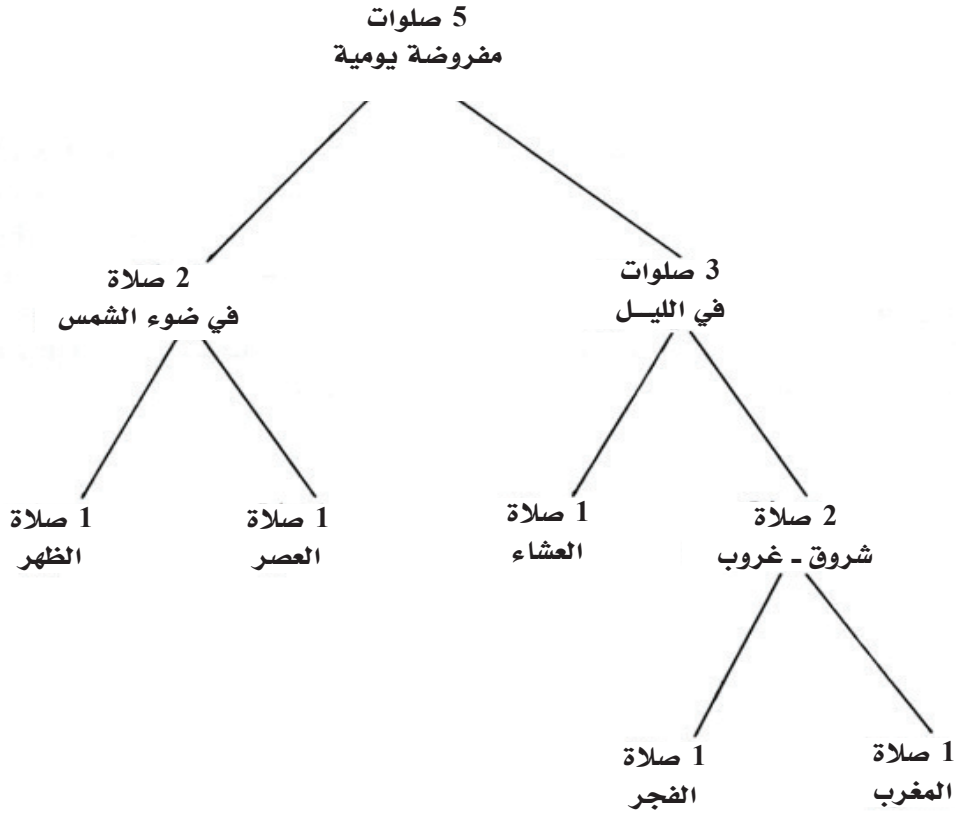 5 صلوات
مفروضة يومية
3 صلوات
في الليـــل
2 صلاة
في ضوء الشمس
2 صلاة
شروق - غروب
1 صلاة
العشاء
1 صلاة
العصر
1 صلاة
الظهر
1 صلاة
المغرب
1 صلاة
الفجر